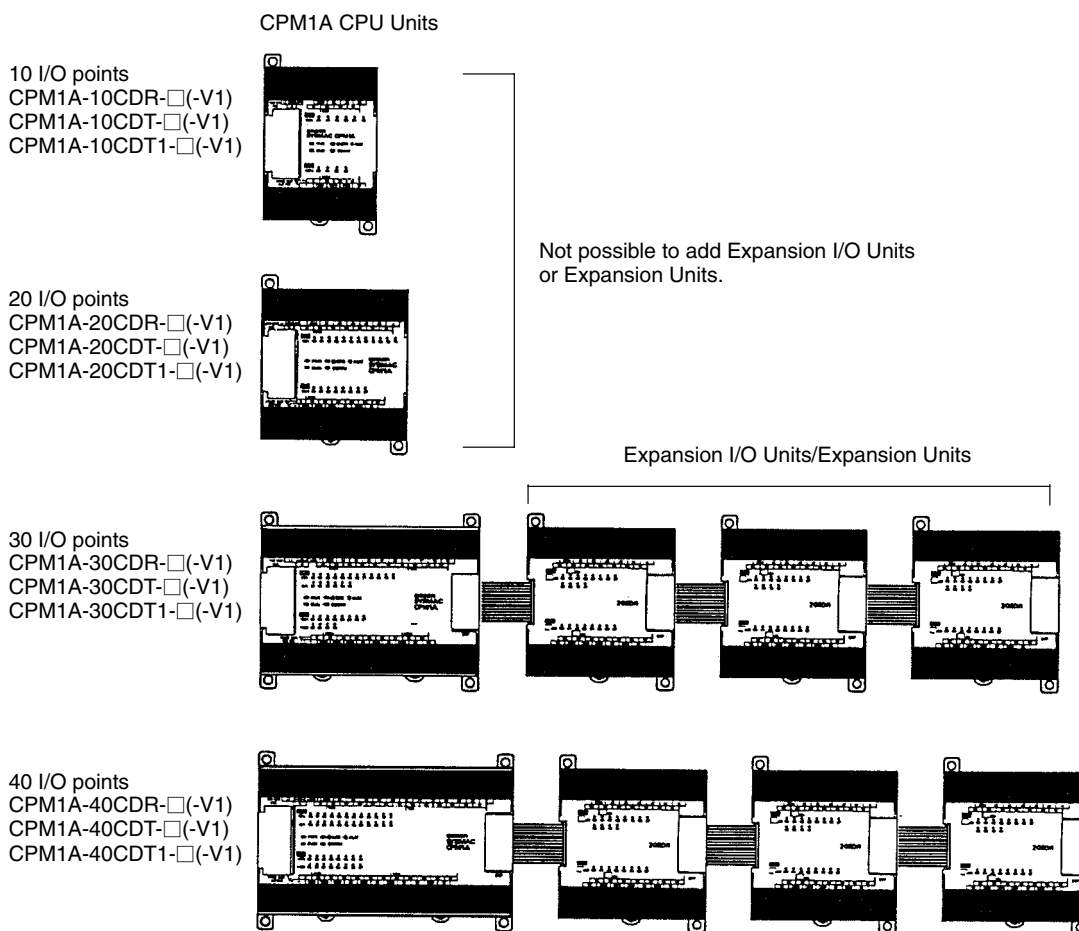 CPM1A CPU Units
10 I/O points
CPM1A-10CDR-□(-V1)
CPM1A-10CDT-□(-V1)
CPM1A-10CDT1-□(-V1)
Not possible to add Expansion I/O Units
or Expansion Units.
20 I/O points
CPM1A-20CDR-□(-V1)
CPM1A-20CDT-□(-V1)
CPM1A-20CDT1-□(-V1)
Expansion I/O Units/Expansion Units
30 I/O points
CPM1A-30CDR-□(-V1)
CPM1A-30CDT-□(-V1)
CPM1A-30CDT1-□(-V1)
40 I/O points
CPM1A-40CDR-□(-V1)
CPM1A-40CDT-□(-V1)
CPM1A-40CDT1-□(-V1)